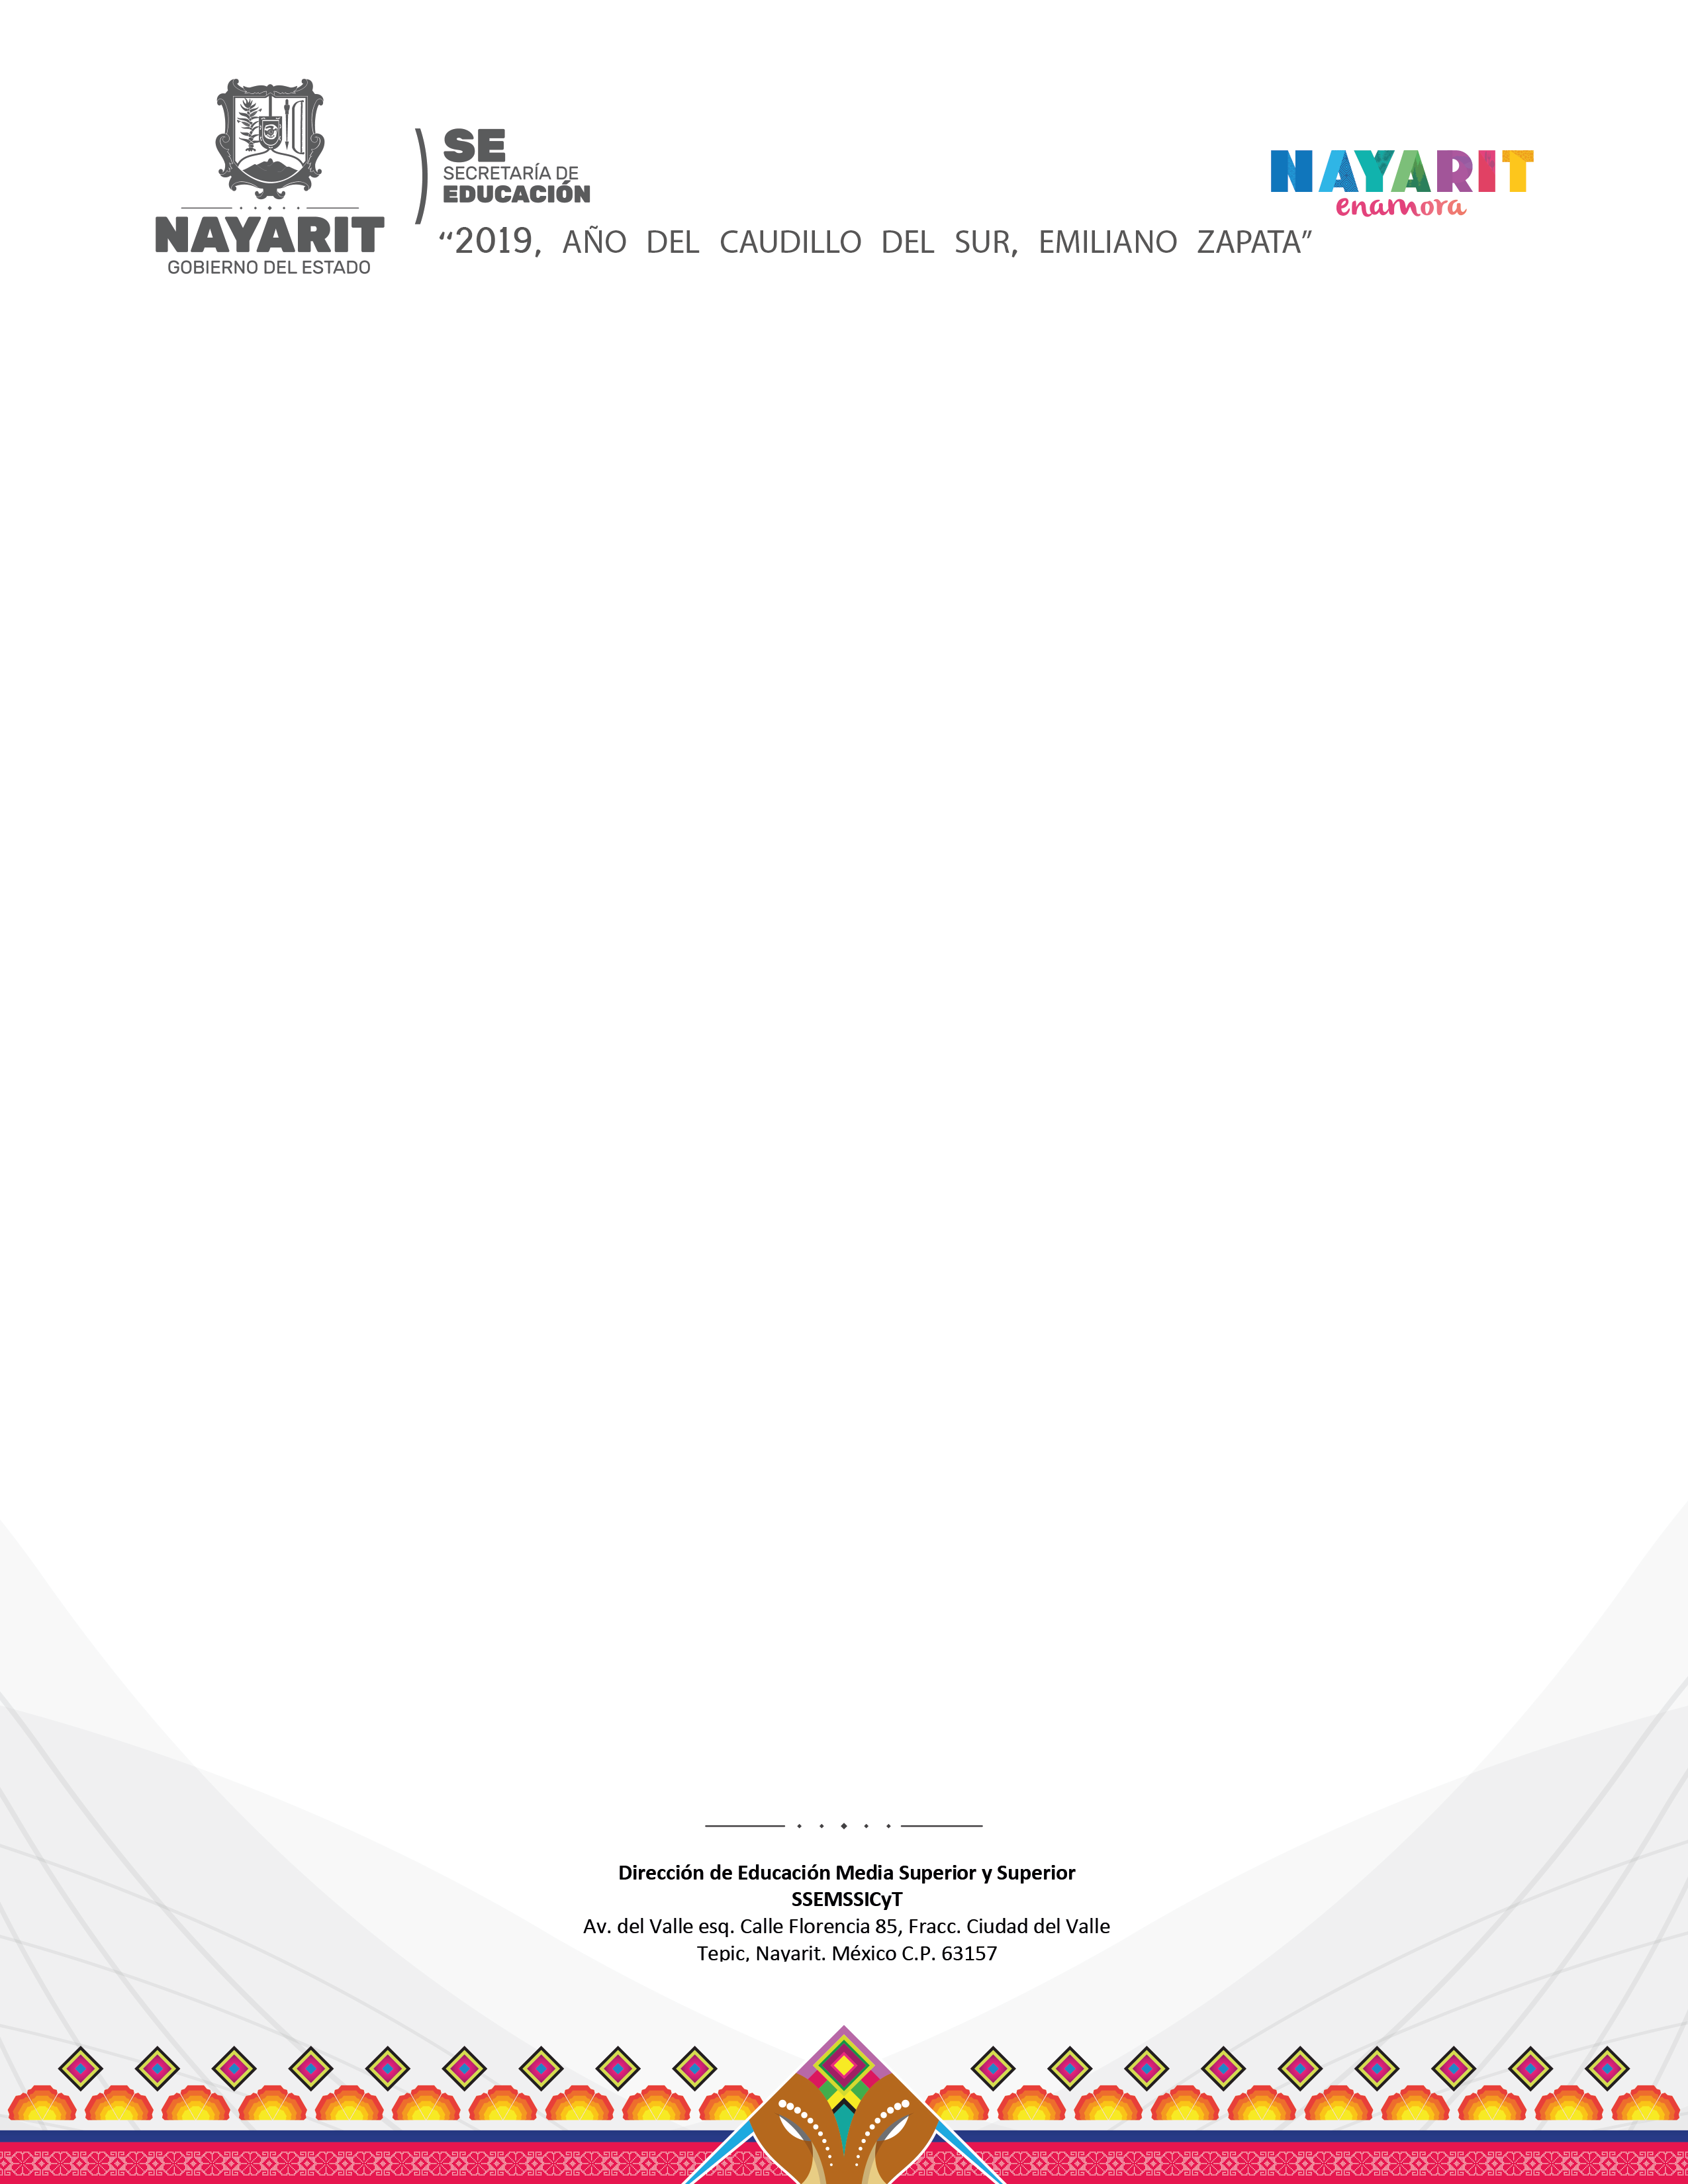 SE
SECRETARÍA DE
EDUCACIÓN
NAYARIT
GOBIERNO DEL ESTADO
NAYARIT
enamora
“2019, AÑO DEL CAUDILLO DEL SUR, EMILIANO ZAPATA”
Dirección de Educación Media Superior y Superior
SSEMSSICyT
Av. del Valle esq. Calle Florencia 85, Fracc. Ciudad del Valle
Tepic, Nayarit. México C.P. 63157